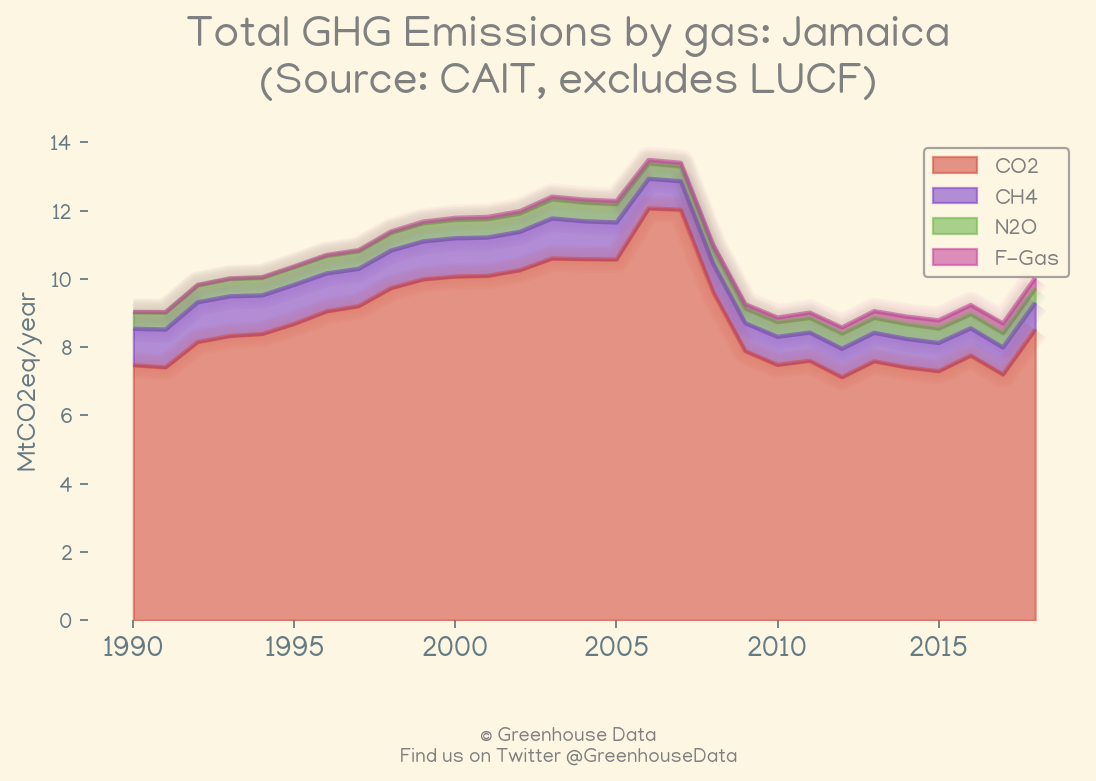 Total GHG Emissions by gas: Jamaica
(Source: CAIT, excludes LUCF)
14
12
10
8
6
4
2
0
MtCO2eq/year
CO2
CH4
N2O
F-Gas
1990 1995 2000 2005 2010 2015
© Greenhouse Data
Find us on Twitter @GreenhouseData